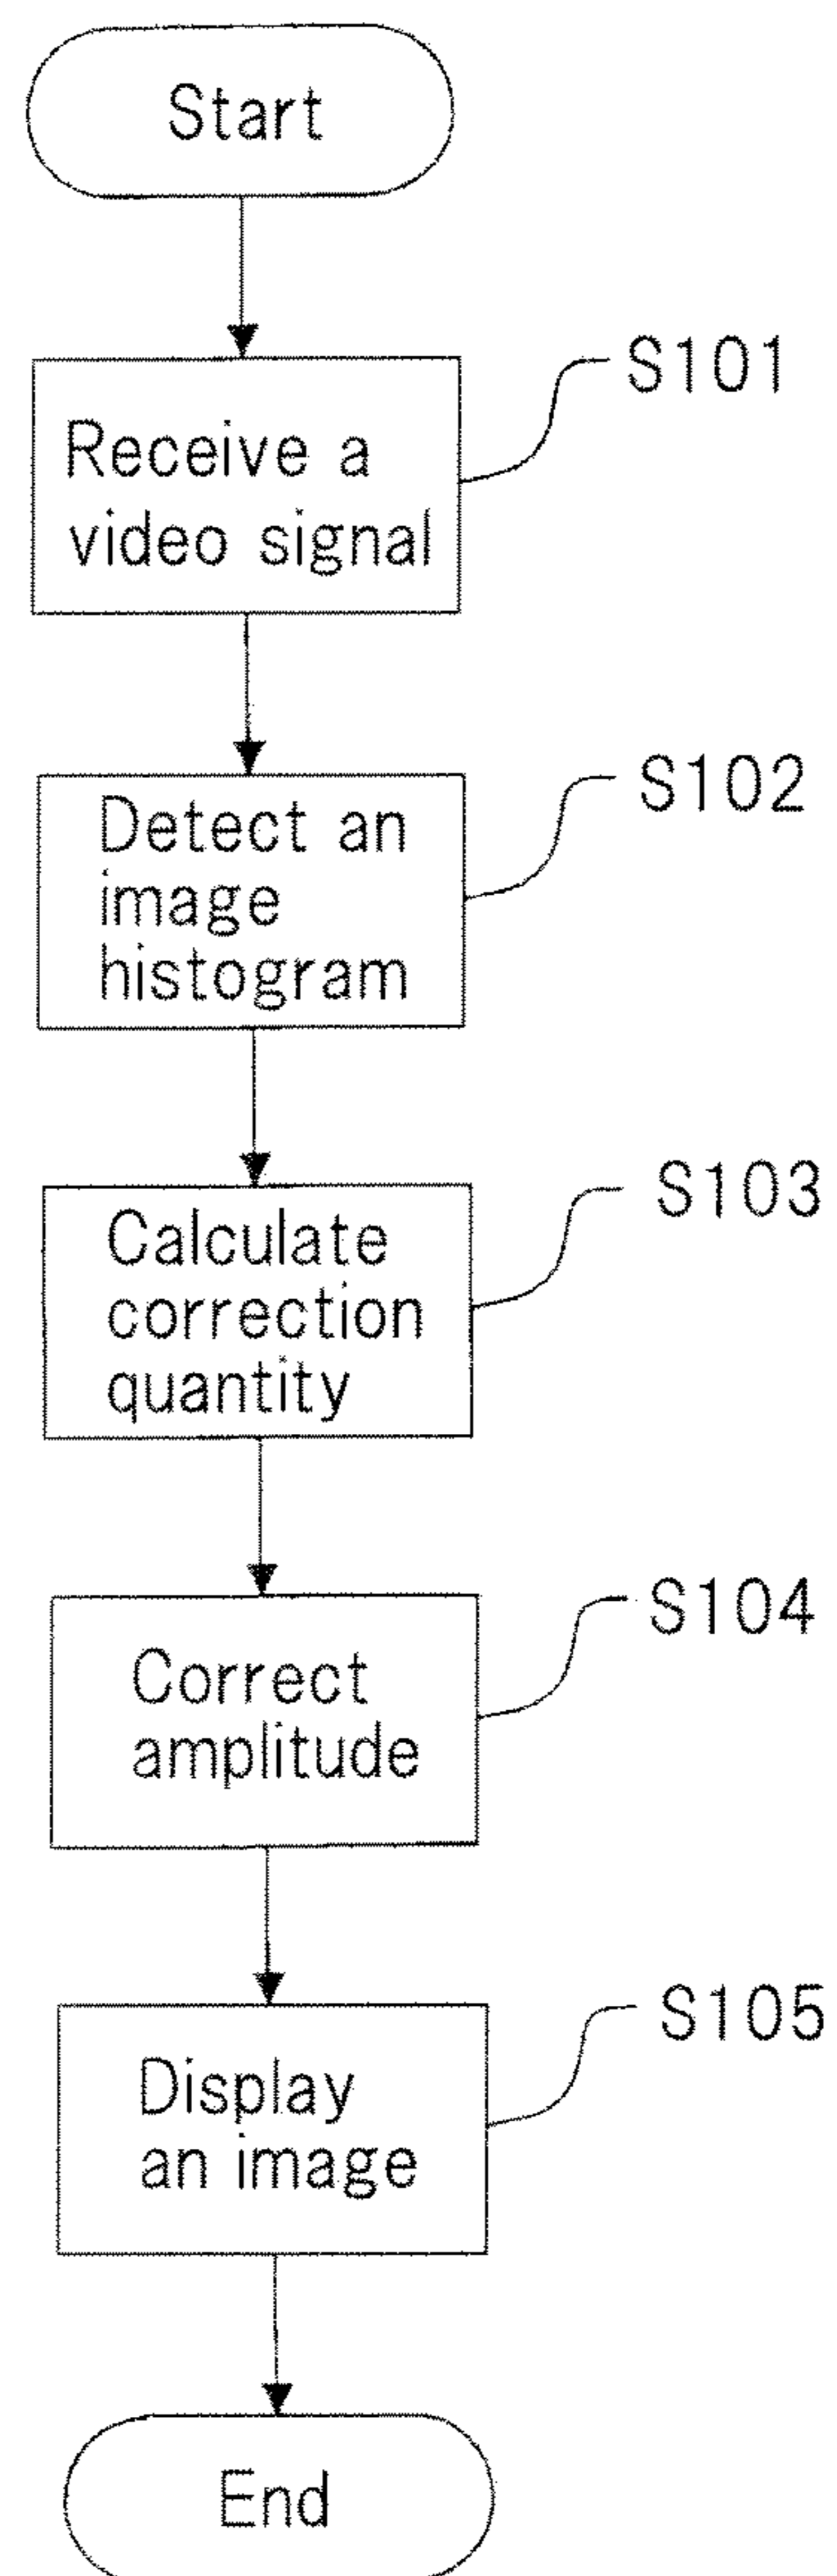 Start
S101
Receive a
video signal
S102
Detect an
image
histogram
S103
Calculate
correction
quantity
S104
Correct
amplitude
S105
Display
an image
End